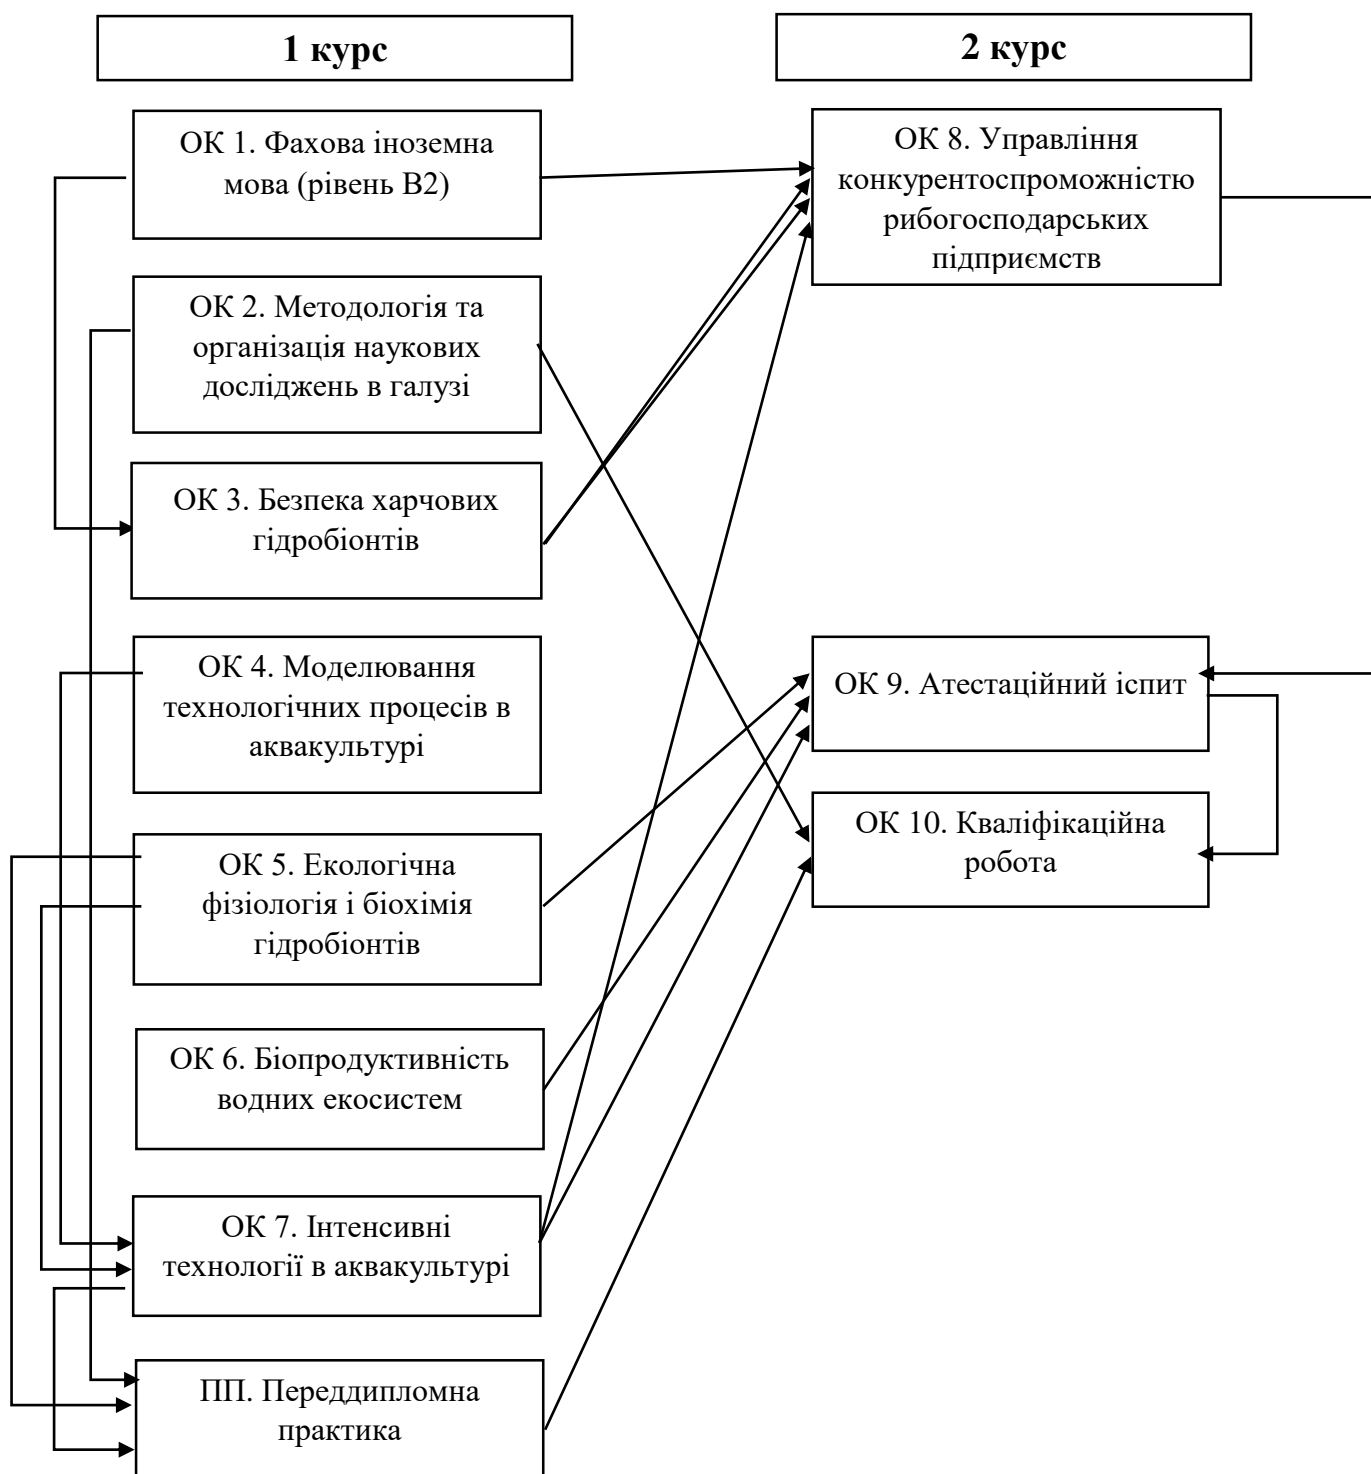 1 курс
ОК 1. Фахова іноземна
мова (рівень В2)
ОК 2. Методологія та
організація наукових
досліджень в галузі
ОК 3. Безпека харчових
гідробіонтів
ОК 4. Моделювання
технологічних процесів в
аквакультурі
ОК 5. Екологічна
фізіологія і біохімія
гідробіонтів
ОК 6. Біопродуктивність
водних екосистем
ОК 7. Інтенсивні
технології в аквакультурі
ПП. Переддипломна
практика
2 курс
ОК 8. Управління
конкурентоспроможністю
рибогосподарських
підприємств
ОК 9. Атестаційний іспит
ОК 10. Кваліфікаційна
робота